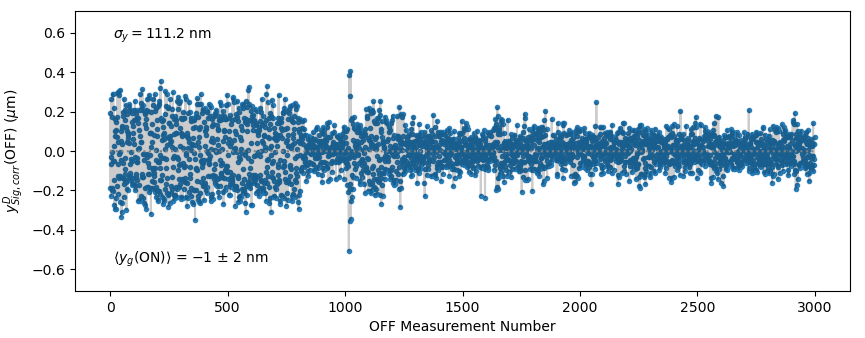 σ_y = 111.2 nm
0.6
0.4
0.2
0.0
−0.2
−0.4
−0.6
y^D_{Sig,corr}(OFF) (μm)
⟨y_g(ON)⟩ = −1 ± 2 nm
0 500 1000 1500 2000 2500 3000
OFF Measurement Number